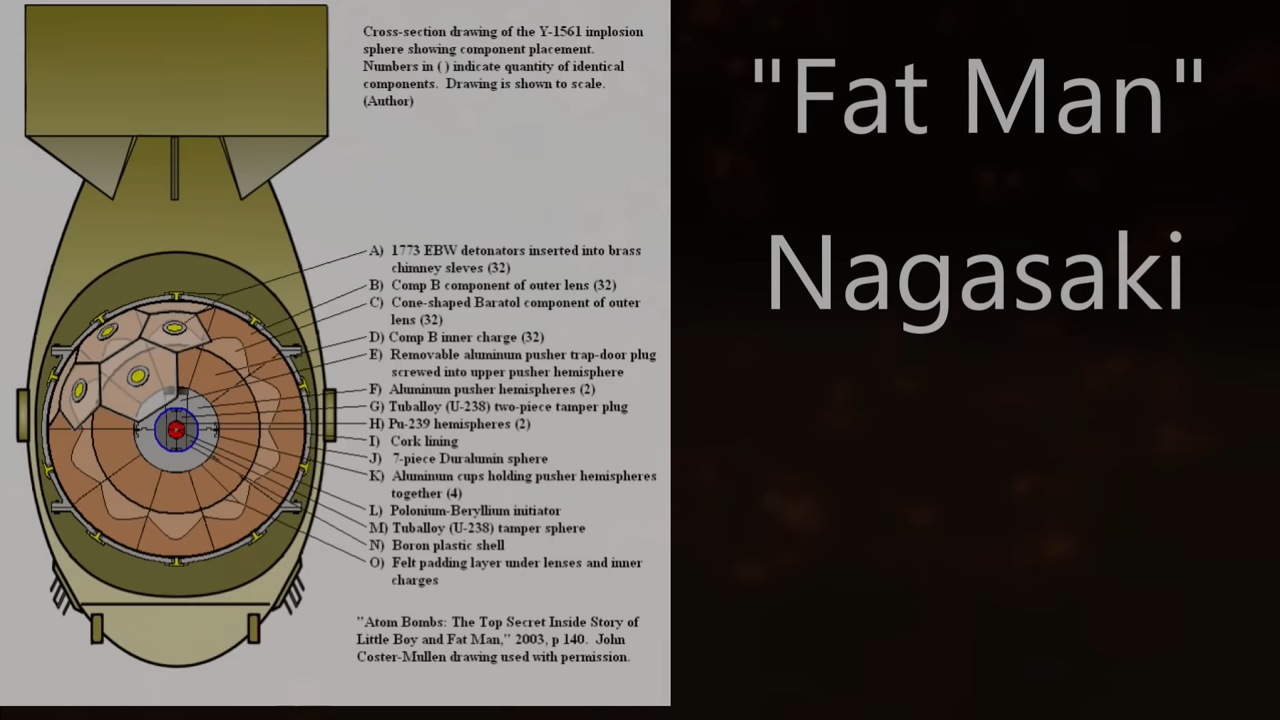 Cross-section drawing of the Y-1561 implosion
sphere showing component placement.
Numbers in ( ) indicate quantity of identical
components. Drawing is shown to scale.
(Author)
A) 1773 EBW detonators inserted into brass
chimney sleves (32)
B) Comp B component of outer lens (32)
C) Cone-shaped Baratol component of outer
lens (32)
D) Comp B inner charge (32)
E) Removable aluminum pusher trap-door plug
screwed into upper pusher hemisphere
F) Aluminum pusher hemispheres (2)
G) Tuballoy (U-238) two-piece tamper plug
H) Pu-239 hemispheres (2)
I) Cork lining
J) 7-piece Duralumin sphere
K) Aluminum cups holding pusher hemispheres
together (4)
L) Polonium-Beryllium initiator
M) Tuballoy (U-238) tamper sphere
N) Boron plastic shell
O) Felt padding layer under lenses and inner
charges
"Atom Bombs: The Top Secret Inside Story of
Little Boy and Fat Man," 2003, p 140. John
Coster-Mullen drawing used with permission.
"Fat Man"
Nagasaki